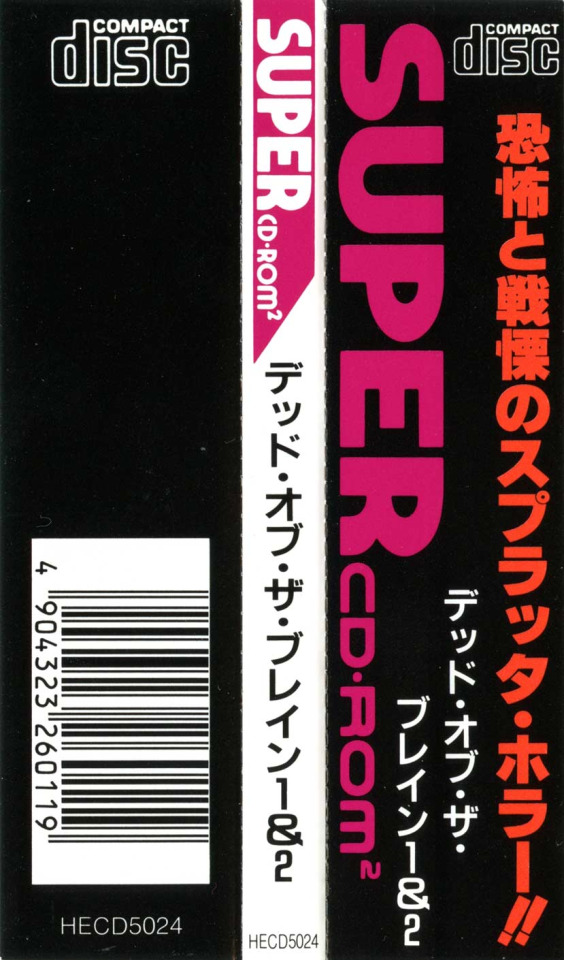 COMPACT
disc
4 904323 260119
HECD5024
SUPER
CD-ROM²
デッド・オブ・ザ・ブレイン1&2
HECD5024
SUPER
CD-ROM²
COMPACT
disc
恐怖と戦慄のスプラッタ・ホラー!!
デッド・オブ・ザ・
ブレイン1&2